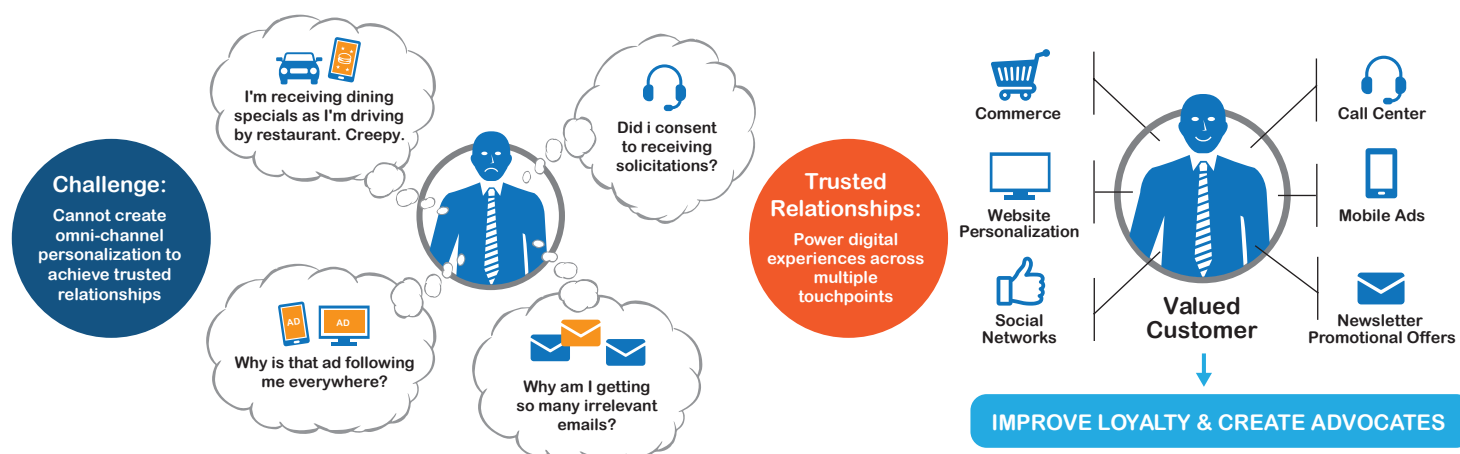 Challenge:
Cannot create
omni-channel
personalization to
achieve trusted
relationships
I'm receiving dining
specials as I'm driving
by restaurant. Creepy.
Did i consent
to receiving
solicitations?
AD
AD
Why is that ad following
me everywhere?
Why am I getting
so many irrelevant
emails?
Trusted
Relationships:
Power digital
experiences across
multiple
touchpoints
Commerce
Website
Personalization
Social
Networks
Call Center
Mobile Ads
Newsletter
Promotional Offers
Valued
Customer
IMPROVE LOYALTY & CREATE ADVOCATES